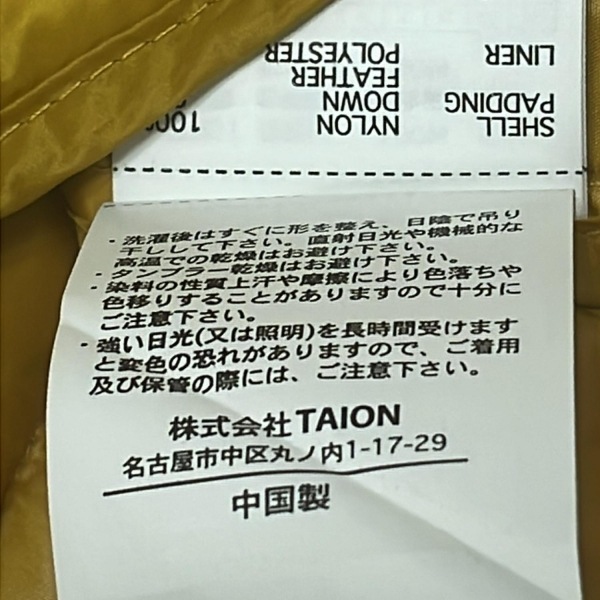 SHELL NYLON 100%
PADDING DOWN
FEATHER
LINER POLYESTER
・洗濯後はすぐに形を整え、日陰で吊り
干しして下さい。直射日光や機械的な
高温での乾燥はお避け下さい。
・タンブラー乾燥はお避け下さい。
・染料の性質上汗や摩擦により色落ちや
色移りすることがありますので十分に
ご注意下さい。
・強い日光(又は照明)を長時間受けます
と変色の恐れがありますので、ご着用
及び保管の際には、ご注意下さい。
株式会社TAION
名古屋市中区丸ノ内1-17-29
中国製